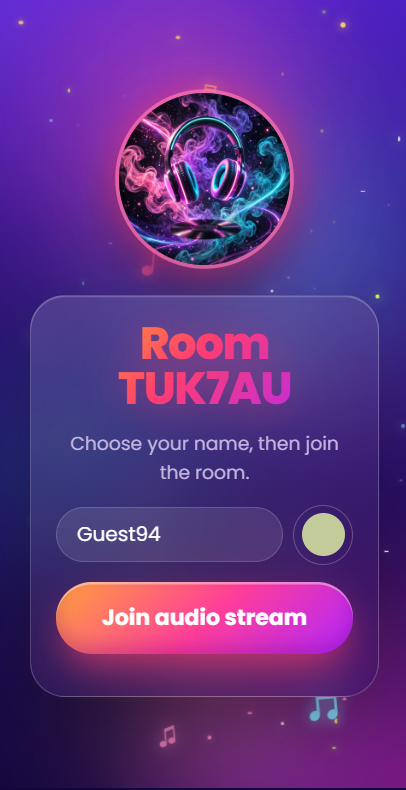 Room
TUK7AU
Choose your name, then join
the room.
Guest94
Join audio stream